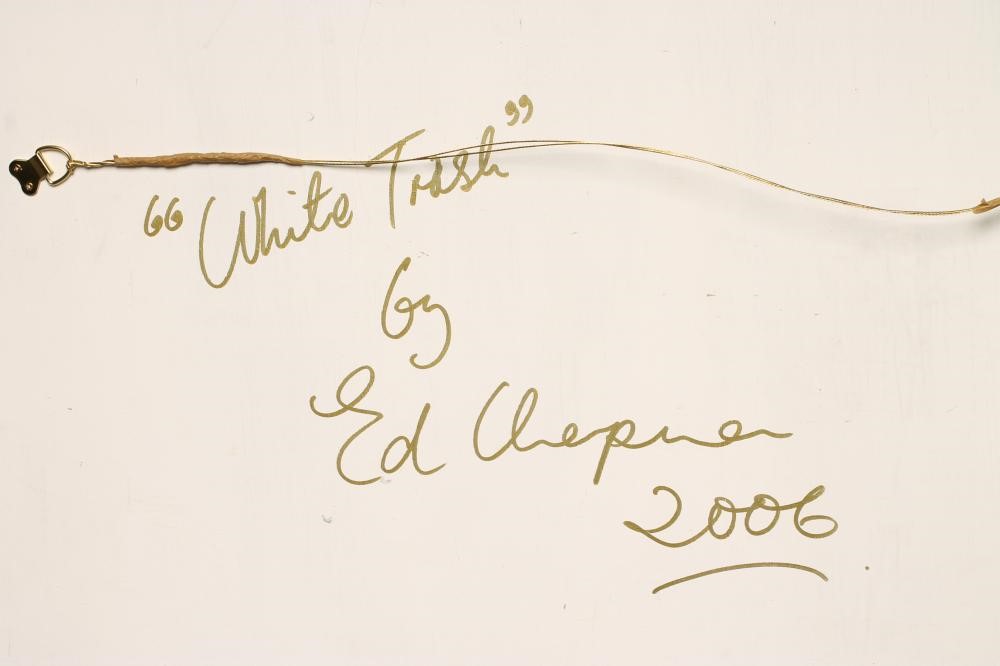 “White Trash”
by
Ed Chapman
2006